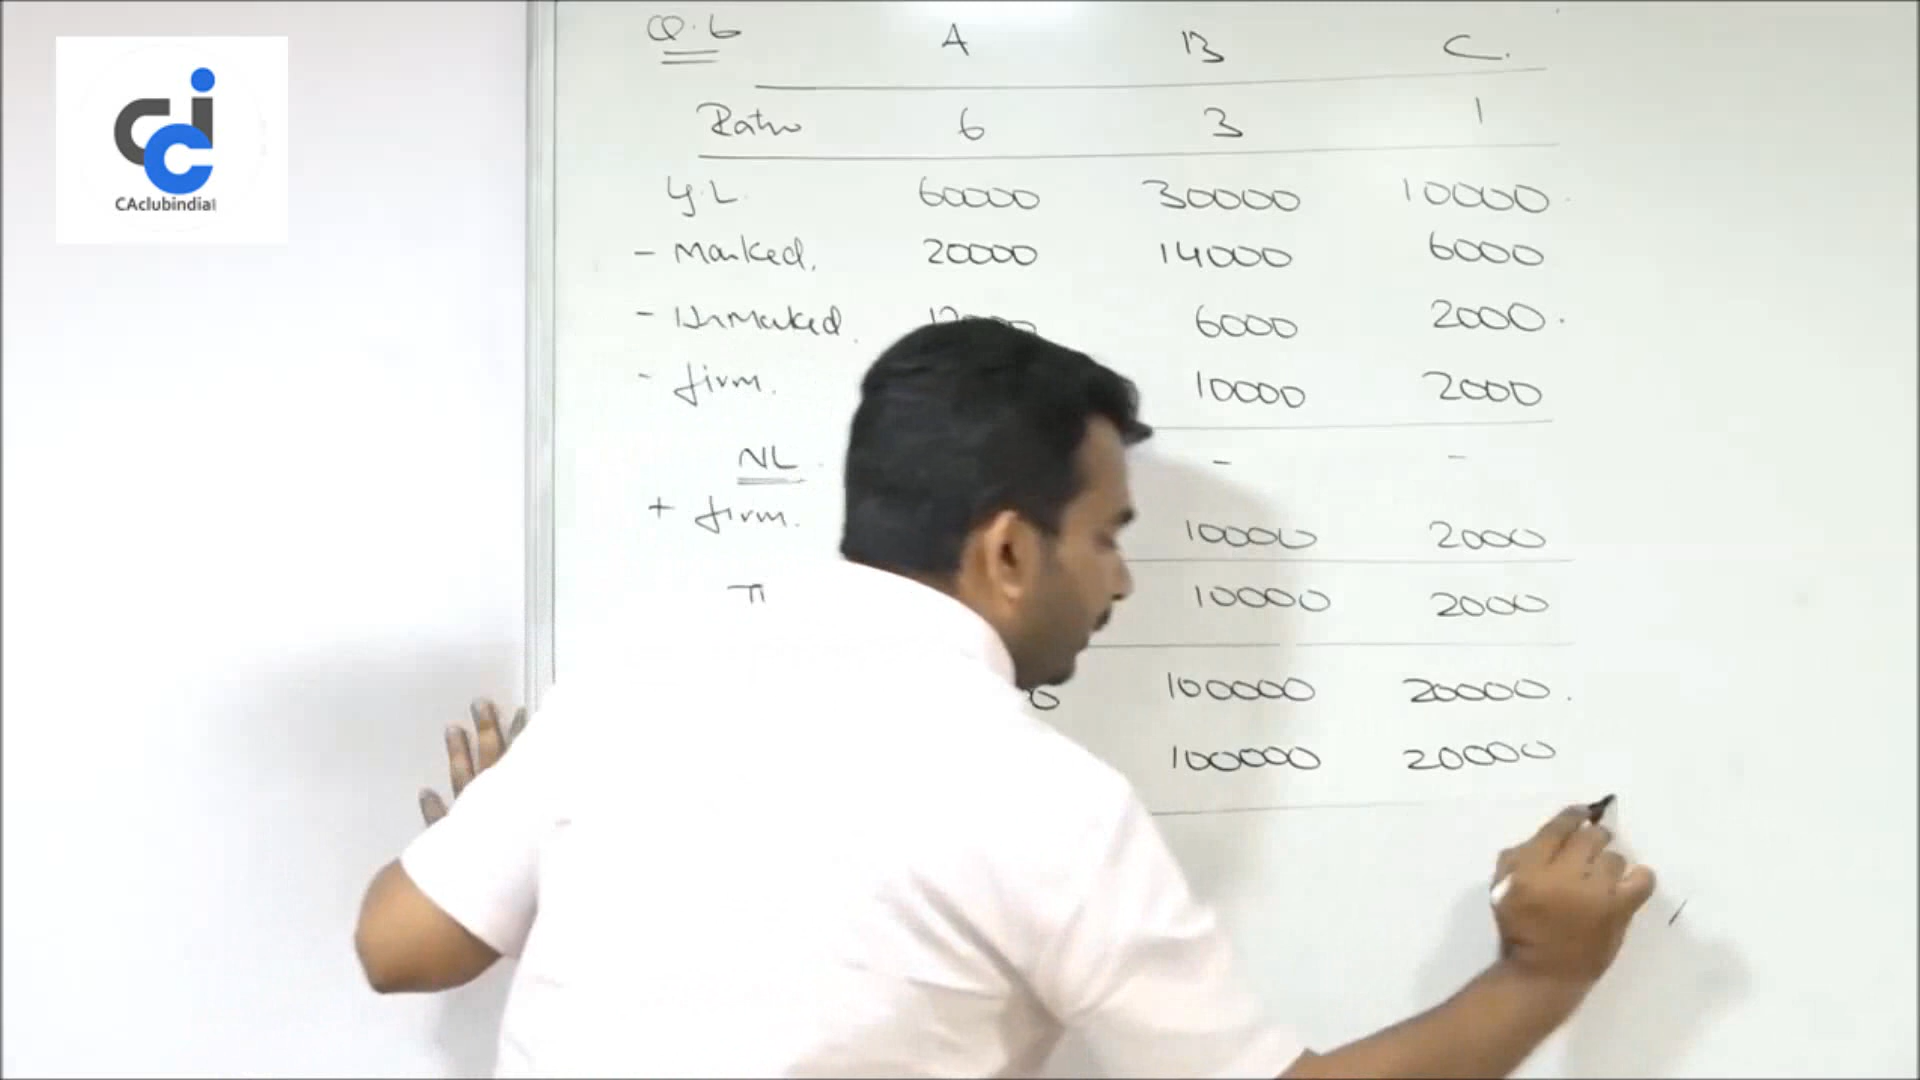 CAclubindia
Q.6 A B C.
Ratio 6 3 1
G.L. 60000 30000 10000
- Marked. 20000 14000 6000
- Unmarked. 6000 2000
- firm. 10000 2000
NL - -
+ firm. 10000 2000
10000 2000
100000 20000
100000 20000